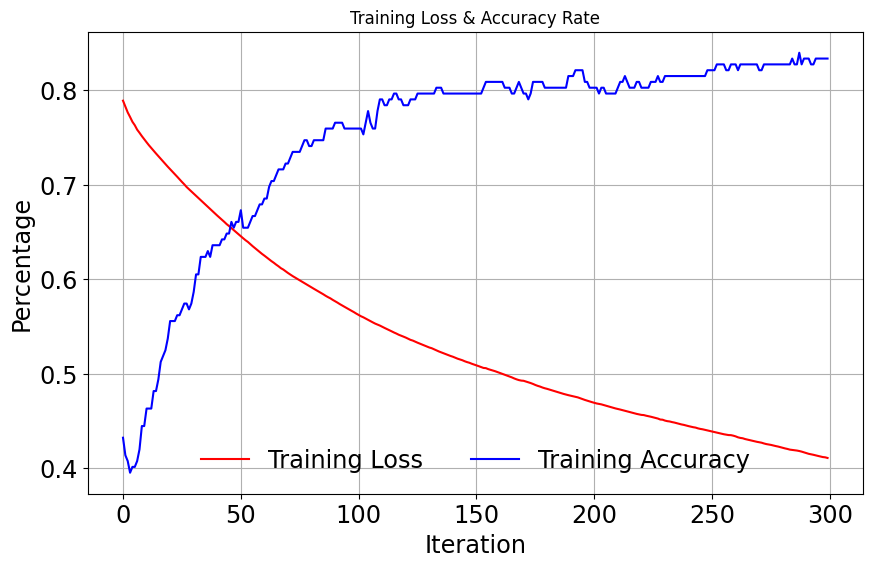 Training Loss & Accuracy Rate
Percentage
0.8
0.7
0.6
0.5
0.4
Training Loss Training Accuracy
0 50 100 150 200 250 300
Iteration